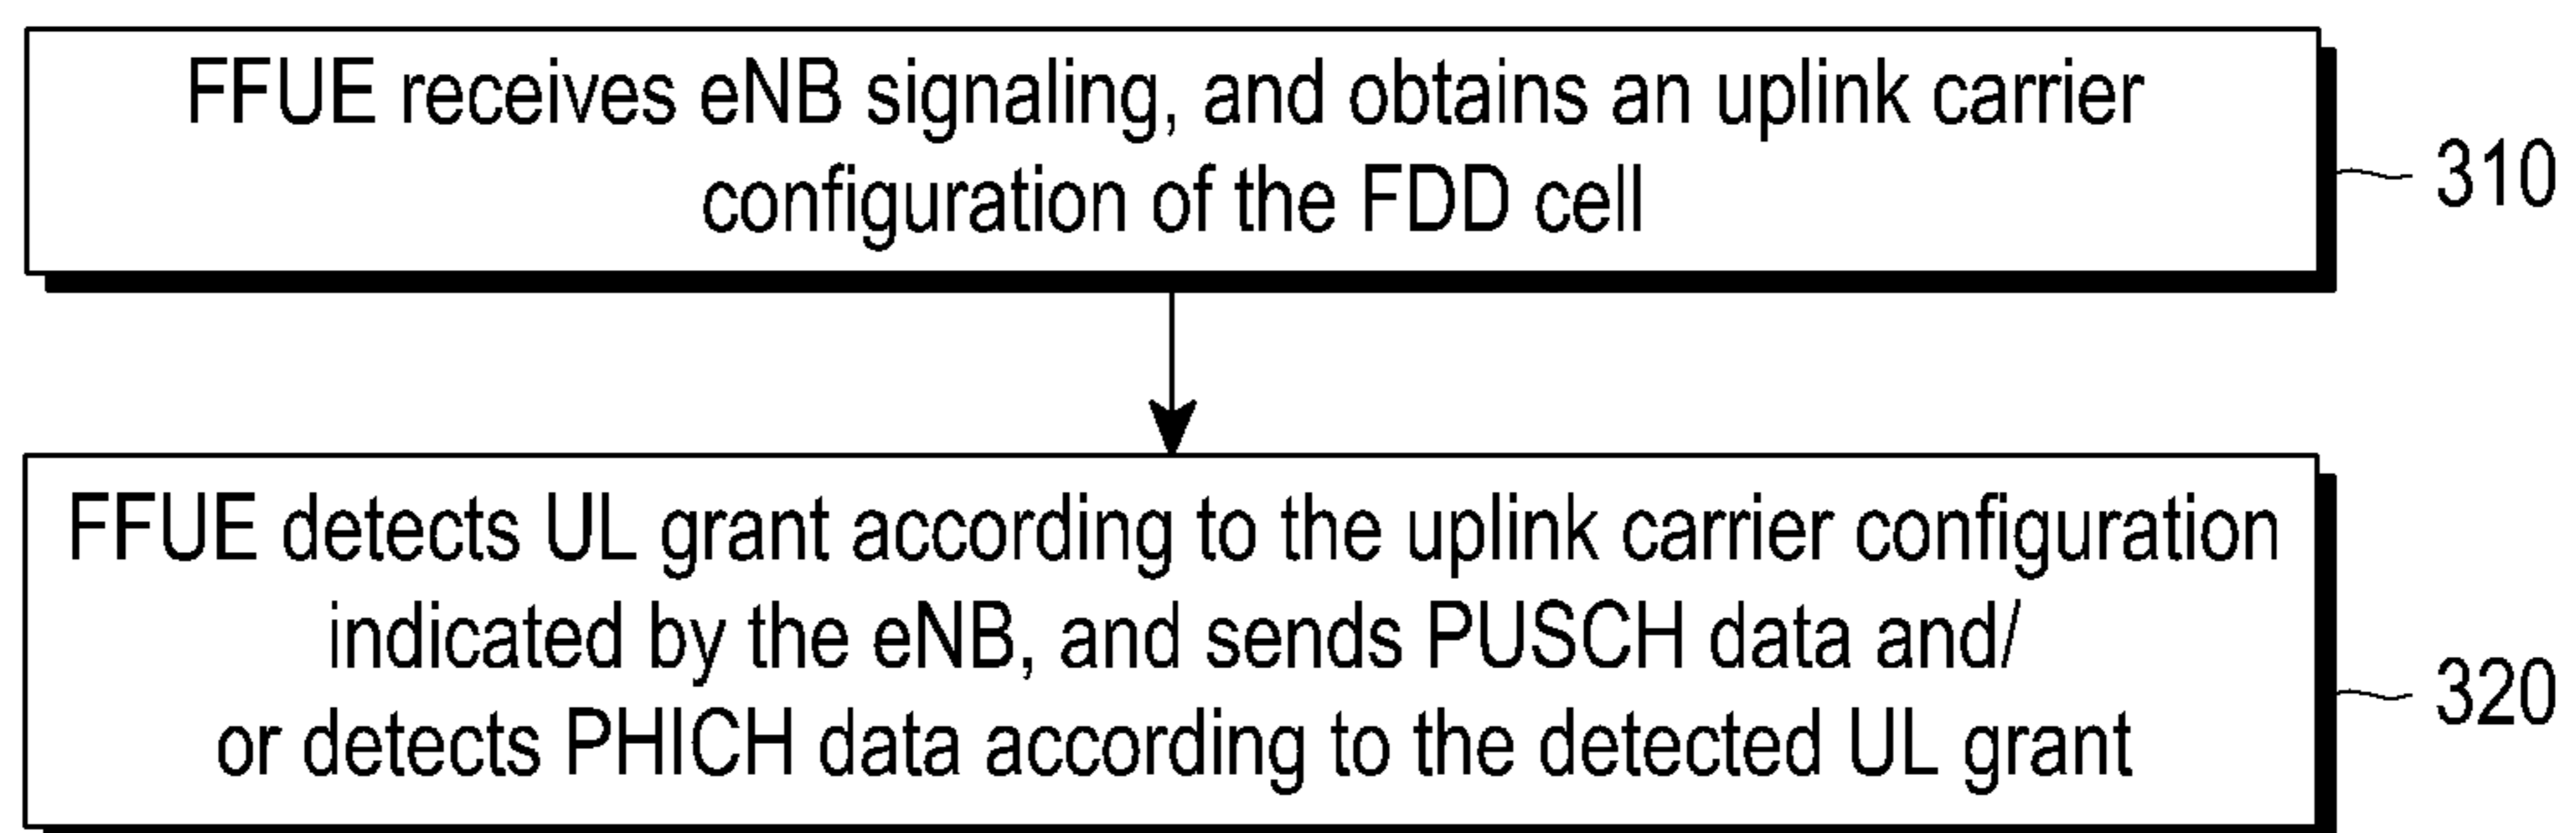 FFUE receives eNB signaling, and obtains an uplink carrier
configuration of the FDD cell
310
FFUE detects UL grant according to the uplink carrier configuration
indicated by the eNB, and sends PUSCH data and/
or detects PHICH data according to the detected UL grant
320